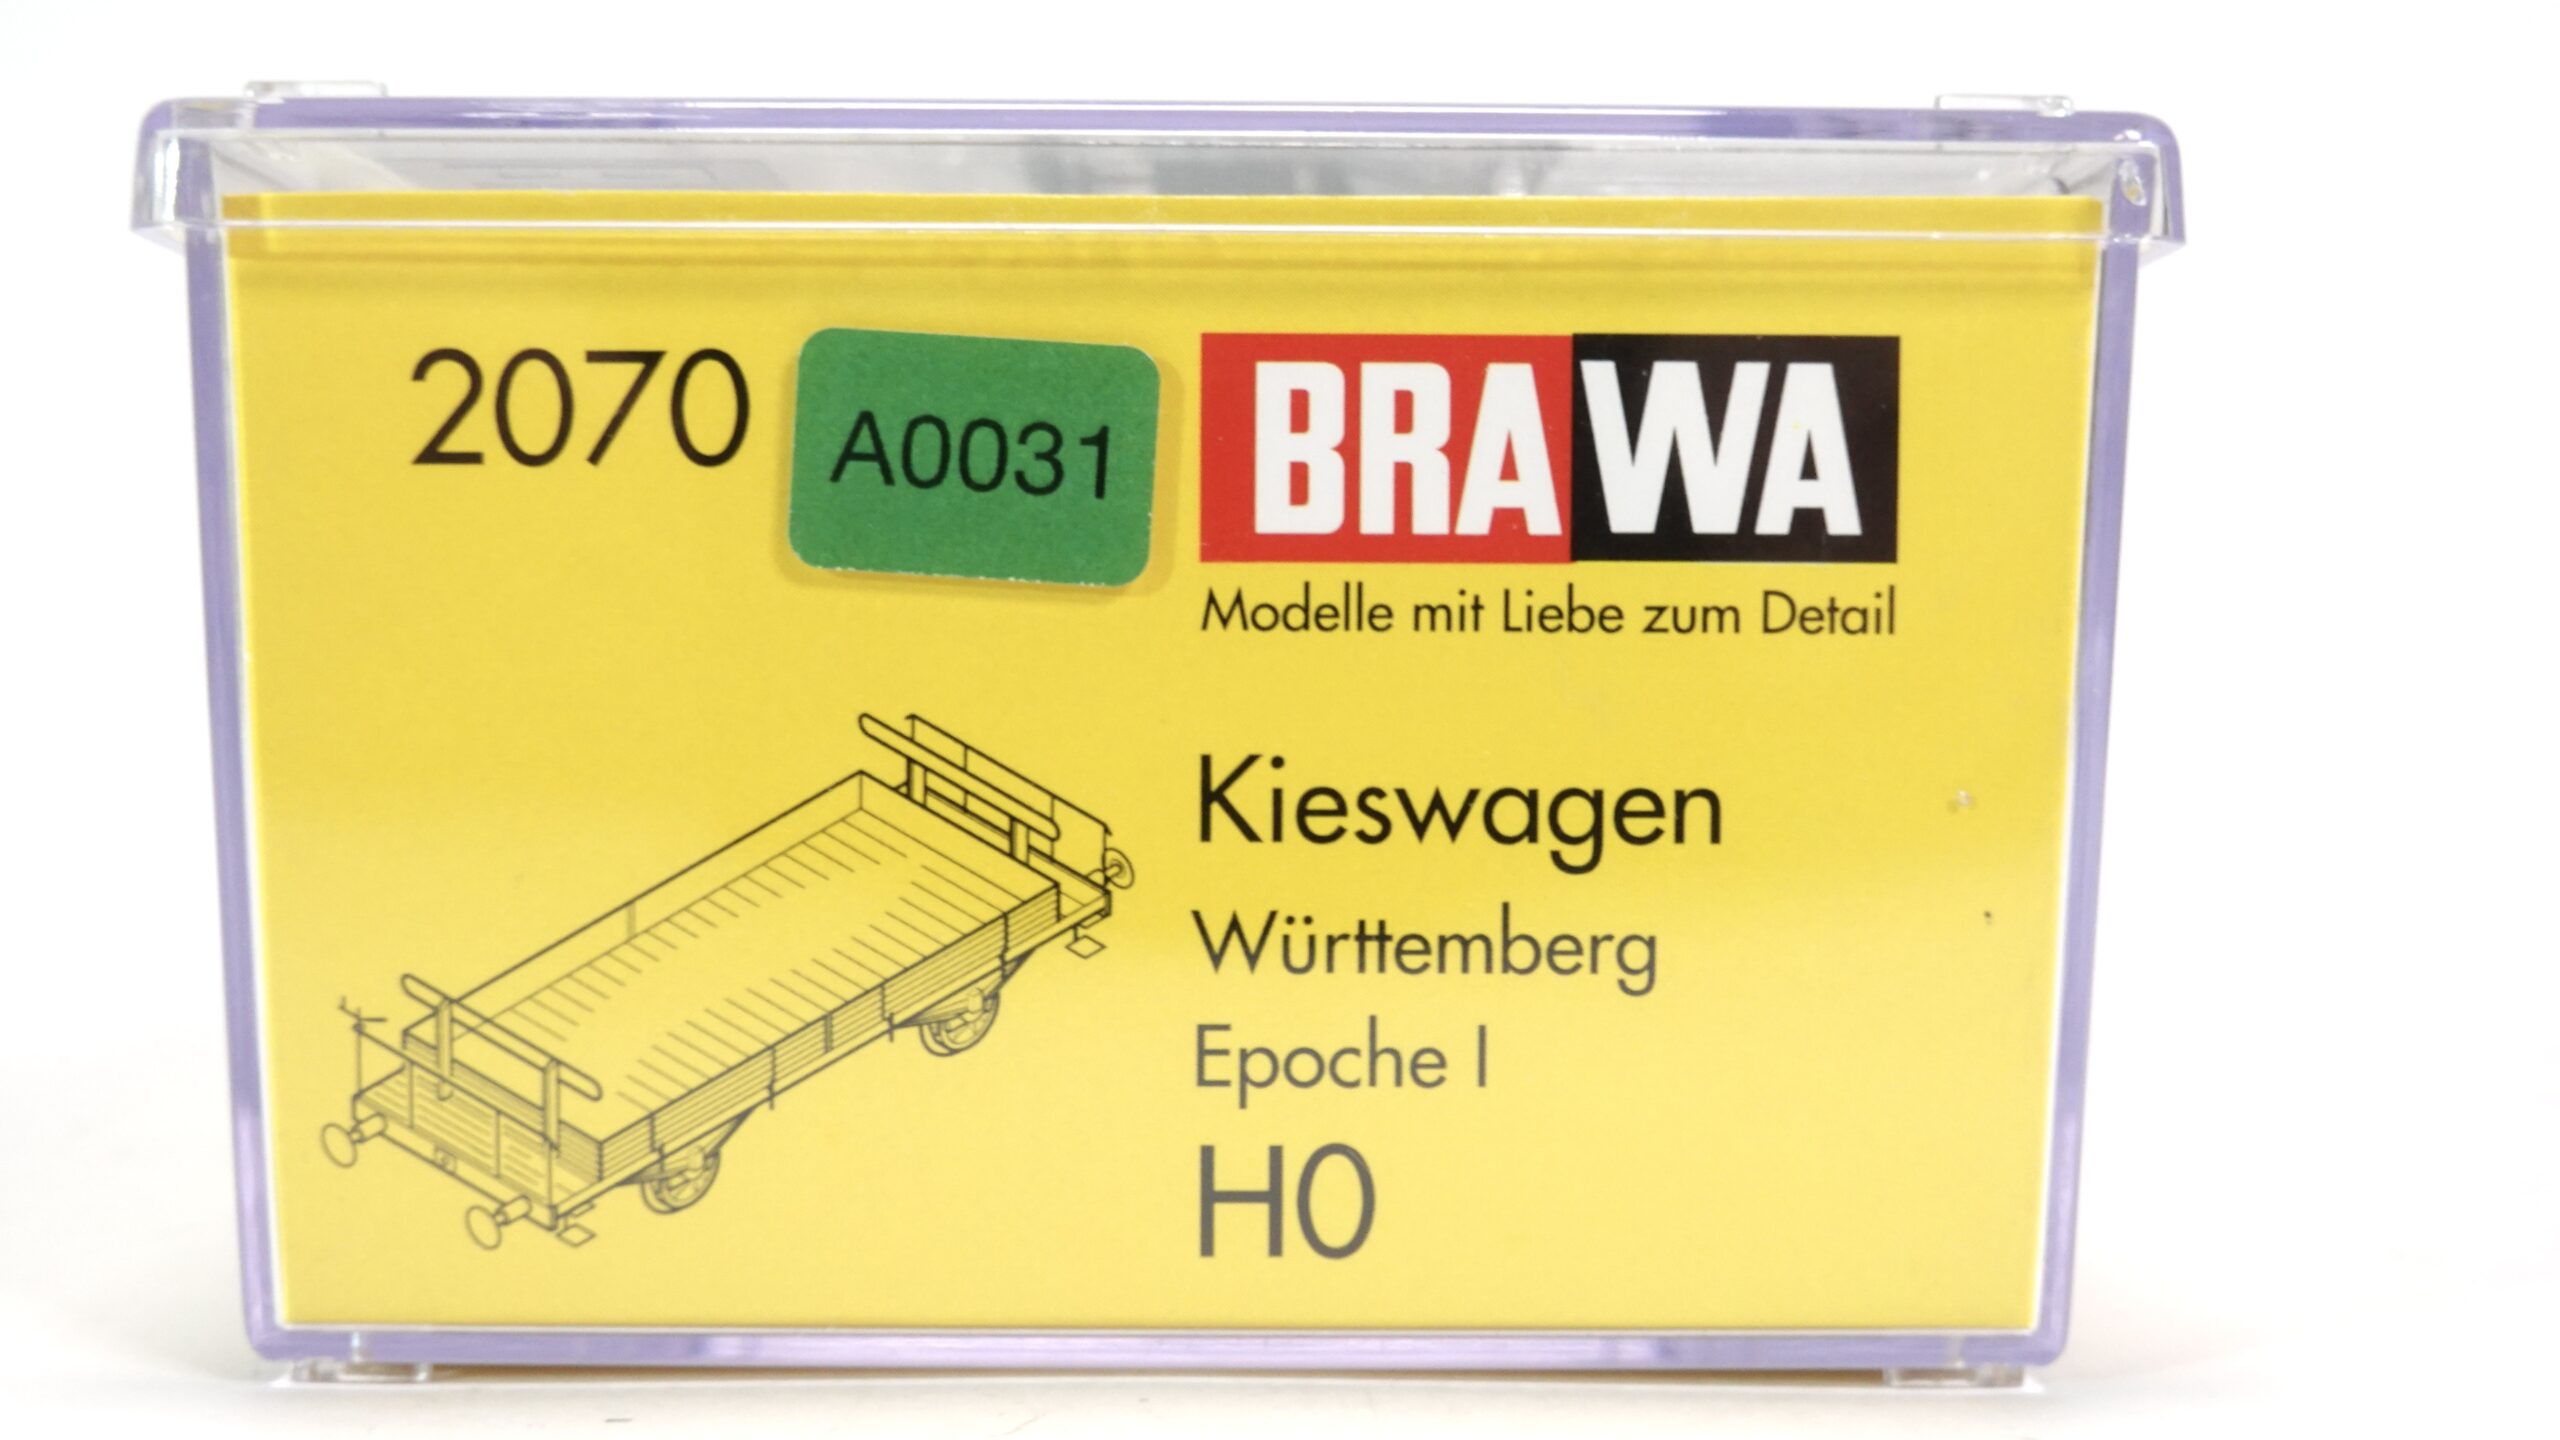 2070
A0031
BRAWA
Modelle mit Liebe zum Detail
Kieswagen
Württemberg
Epoche I
H0